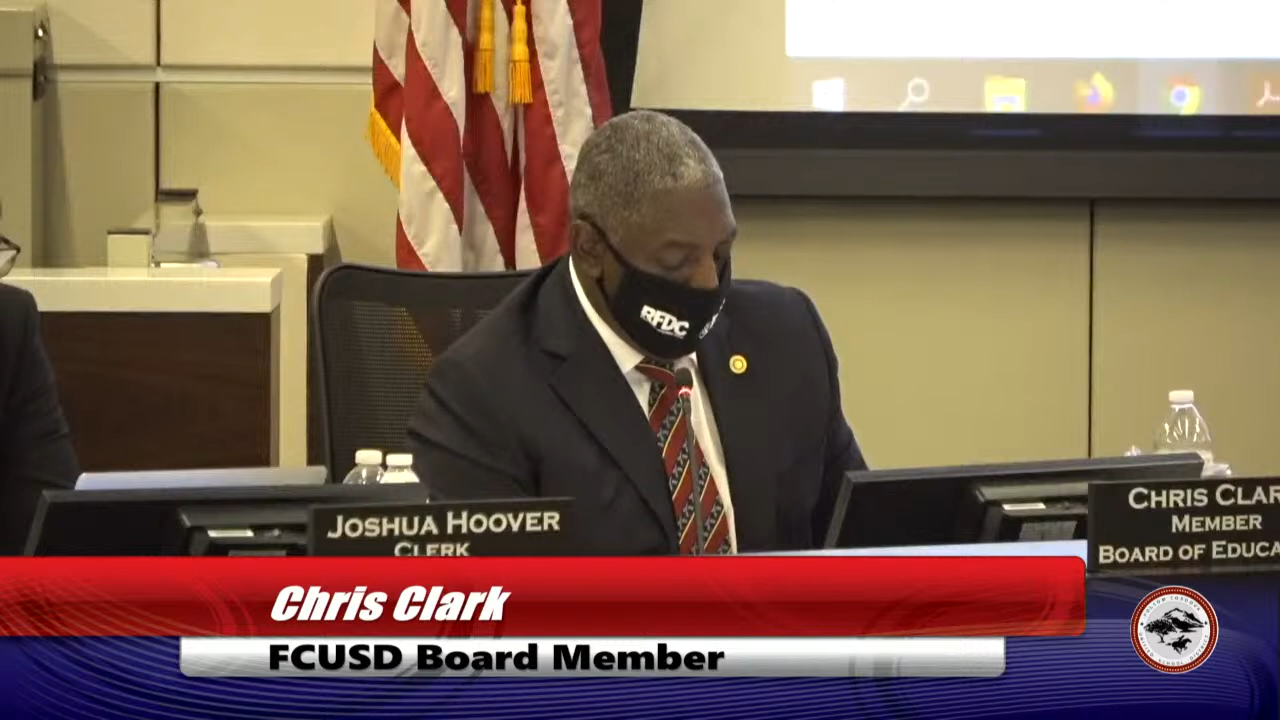 RFDC
JOSHUA HOOVER
CLERK
CHRIS CLAR
MEMBER
BOARD OF EDUCA
Chris Clark
FCUSD Board Member